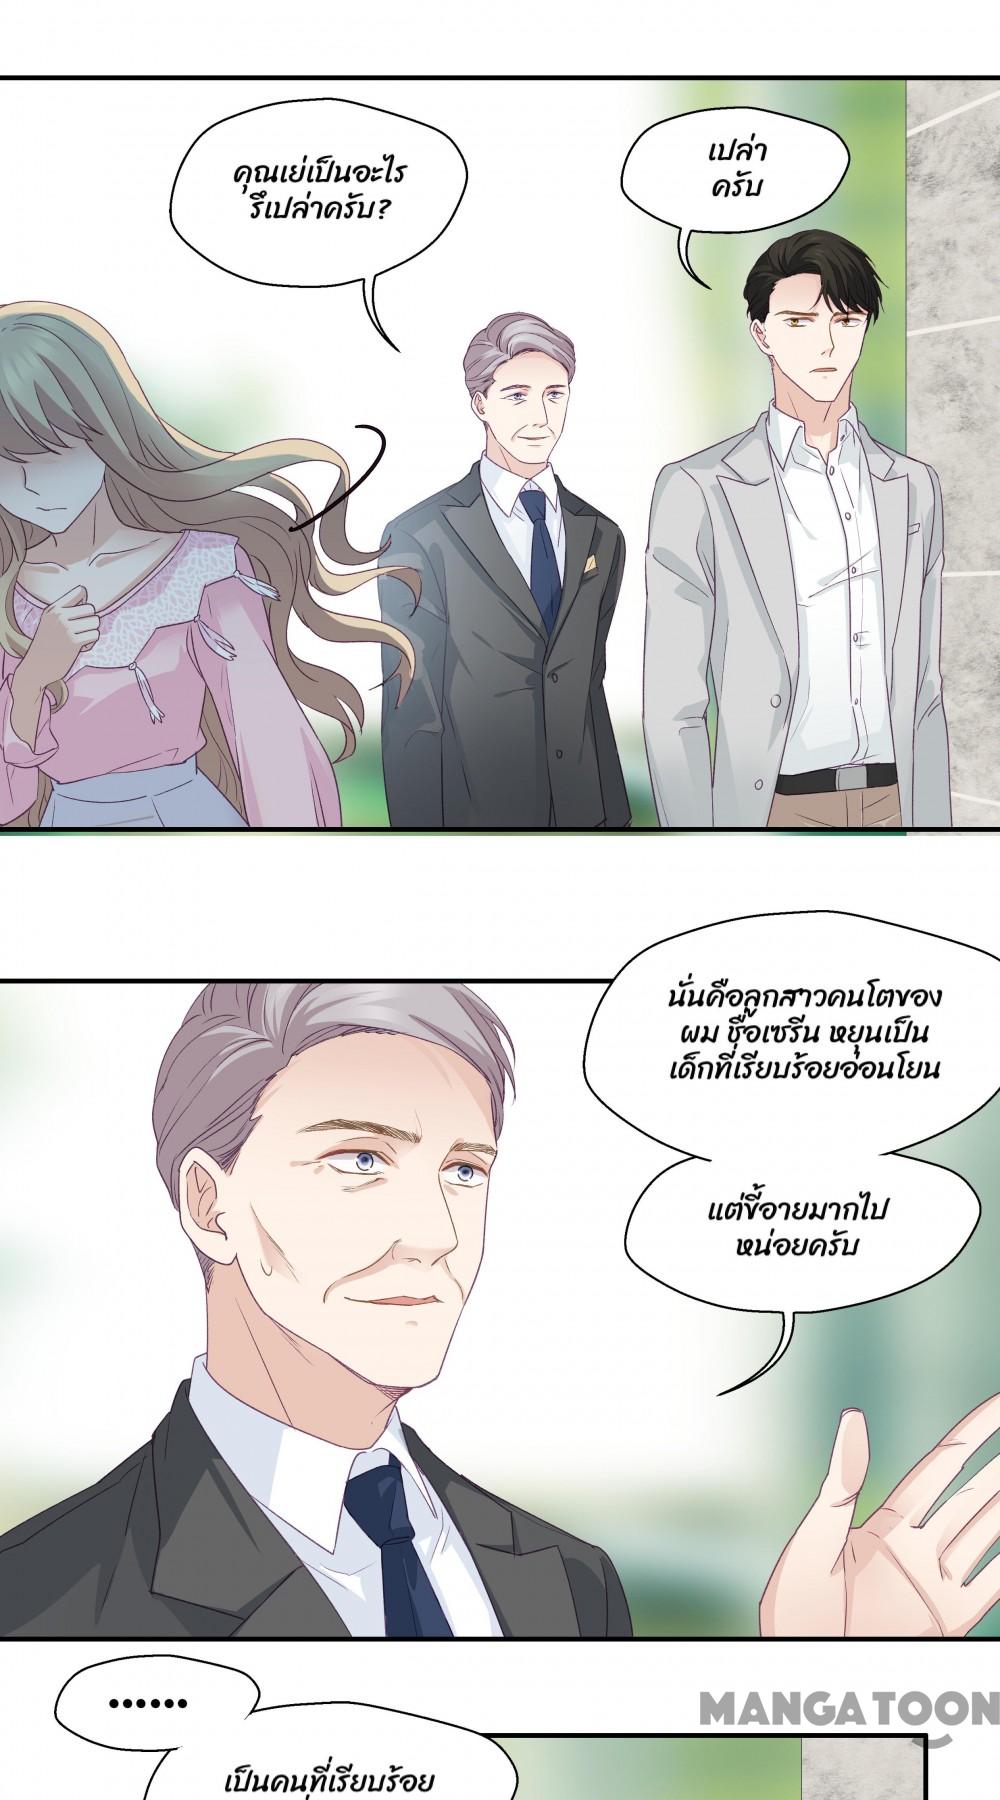 คุณเย่เป็นอะไร
รึเปล่าครับ?
เปล่า
ครับ
นั่นคือลูกสาวคนโตของ
ผม ชื่อเซรีน หยุนเป็น
เด็กที่เรียบร้อยอ่อนโยน
แต่ขี้อายมากไป
หน่อยครับ
......
MANGATOON
เป็นคนที่เรียบร้อย